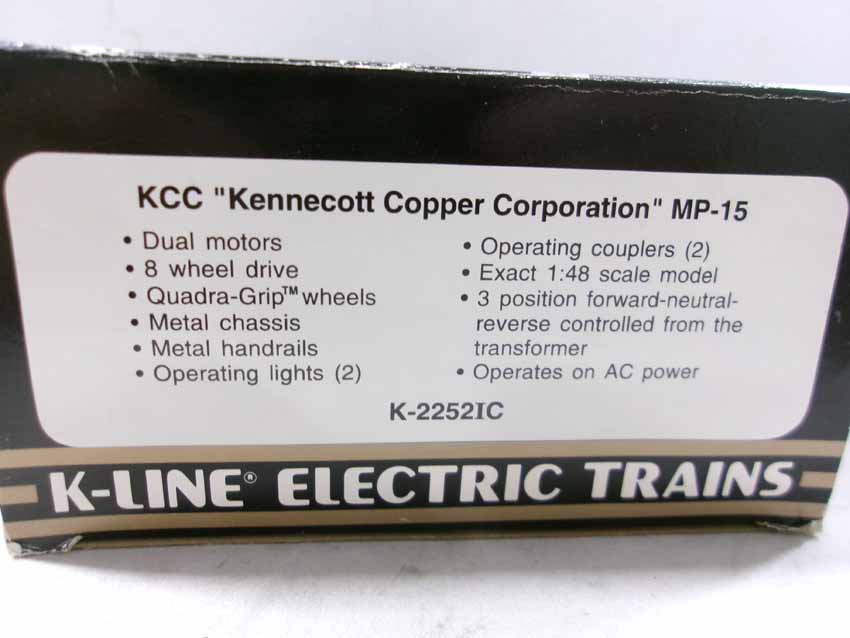 KCC "Kennecott Copper Corporation" MP-15
• Dual motors
• 8 wheel drive
• Quadra-Grip™ wheels
• Metal chassis
• Metal handrails
• Operating lights (2)
• Operating couplers (2)
• Exact 1:48 scale model
• 3 position forward-neutral-
reverse controlled from the
transformer
• Operates on AC power
K-2252IC
K-LINE® ELECTRIC TRAINS